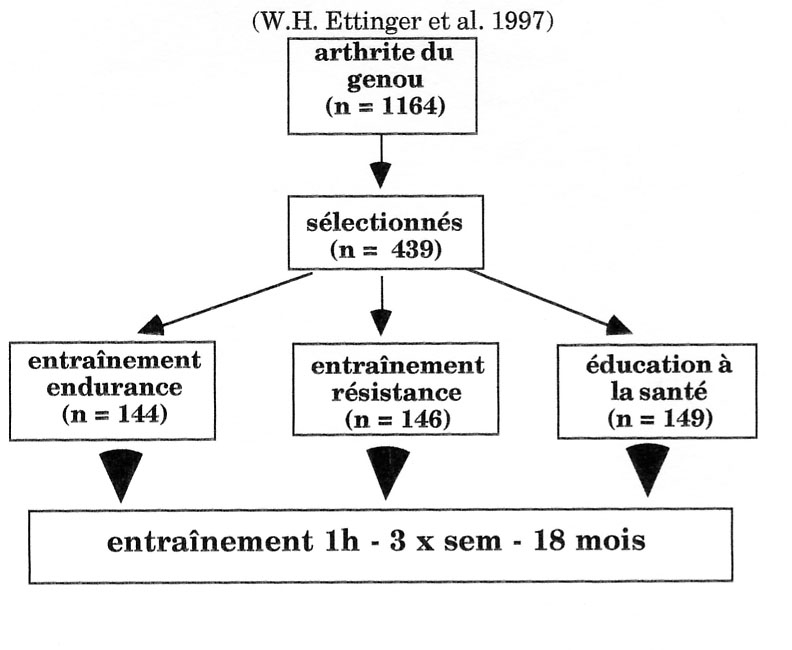 (W.H. Ettinger et al. 1997)
arthrite du
genou
(n = 1164)
sélectionnés
(n = 439)
entraînement
endurance
(n = 144)
entraînement
résistance
(n = 146)
éducation à
la santé
(n = 149)
entraînement 1h - 3 x sem - 18 mois